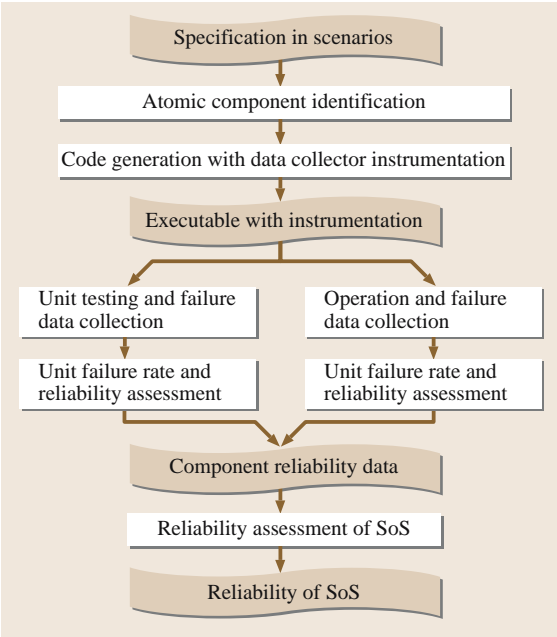 Specification in scenarios
Atomic component identification
Code generation with data collector instrumentation
Executable with instrumentation
Unit testing and failure
data collection
Operation and failure
data collection
Unit failure rate and
reliability assessment
Unit failure rate and
reliability assessment
Component reliability data
Reliability assessment of SoS
Reliability of SoS